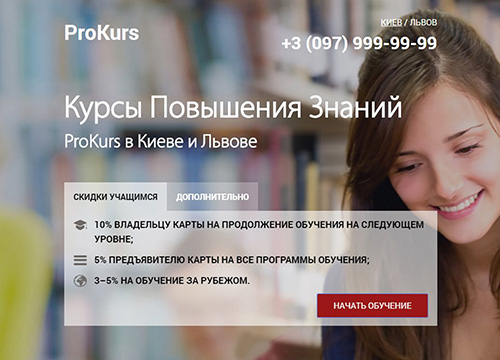 ProKurs
КИЕВ / ЛЬВОВ
+3 (097) 999-99-99
Курсы Повышения Знаний
ProKurs в Киеве и Львове
СКИДКИ УЧАЩИМСЯ
ДОПОЛНИТЕЛЬНО
10% ВЛАДЕЛЬЦУ КАРТЫ НА ПРОДОЛЖЕНИЕ ОБУЧЕНИЯ НА СЛЕДУЮЩЕМ
УРОВНЕ;
5% ПРЕДЪЯВИТЕЛЮ КАРТЫ НА ВСЕ ПРОГРАММЫ ОБУЧЕНИЯ;
3–5% НА ОБУЧЕНИЕ ЗА РУБЕЖОМ.
НАЧАТЬ ОБУЧЕНИЕ